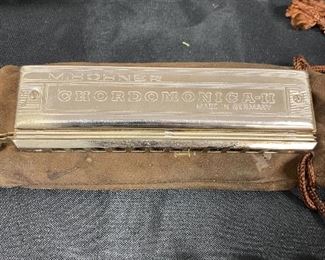 M. HOHNER
CHORDOMONICA-II
MADE IN GERMANY